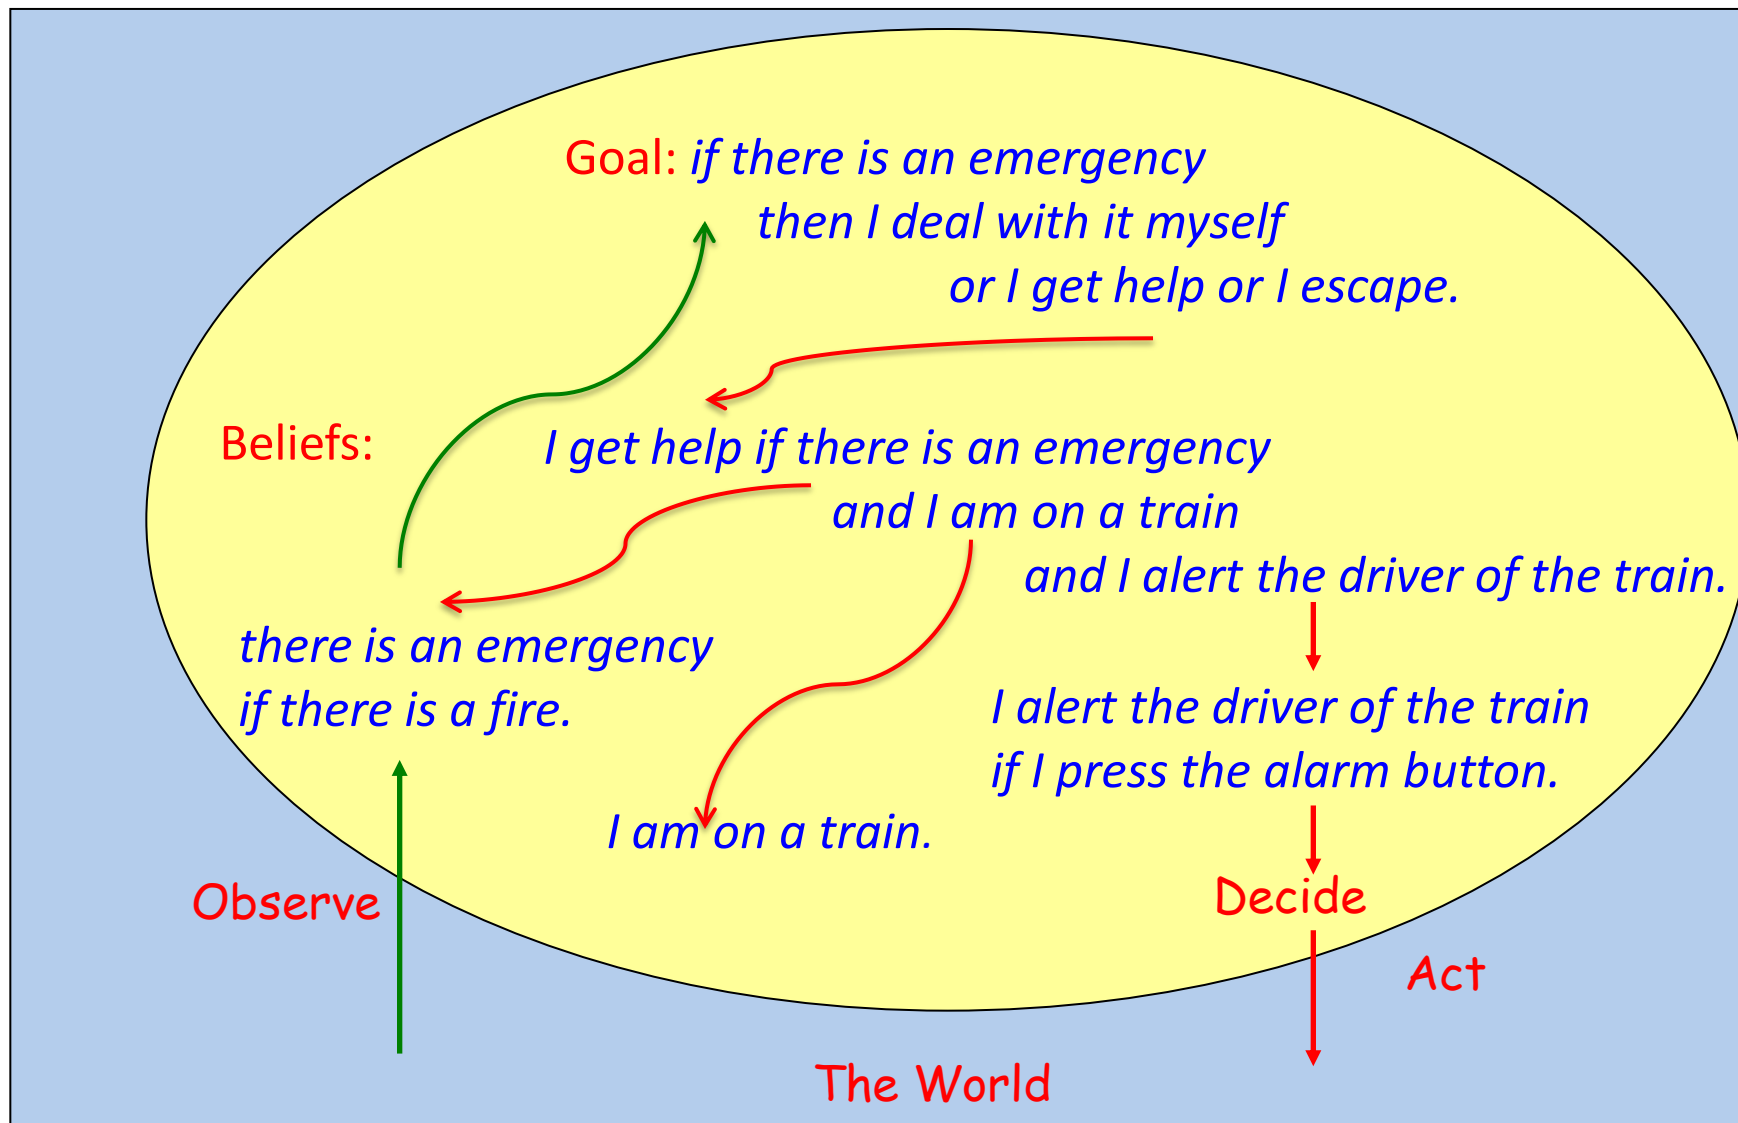 Goal: if there is an emergency
then I deal with it myself
or I get help or I escape.
Beliefs:
I get help if there is an emergency
and I am on a train
and I alert the driver of the train.
there is an emergency
if there is a fire.
I alert the driver of the train
if I press the alarm button.
I am on a train.
Observe
Decide
Act
The World